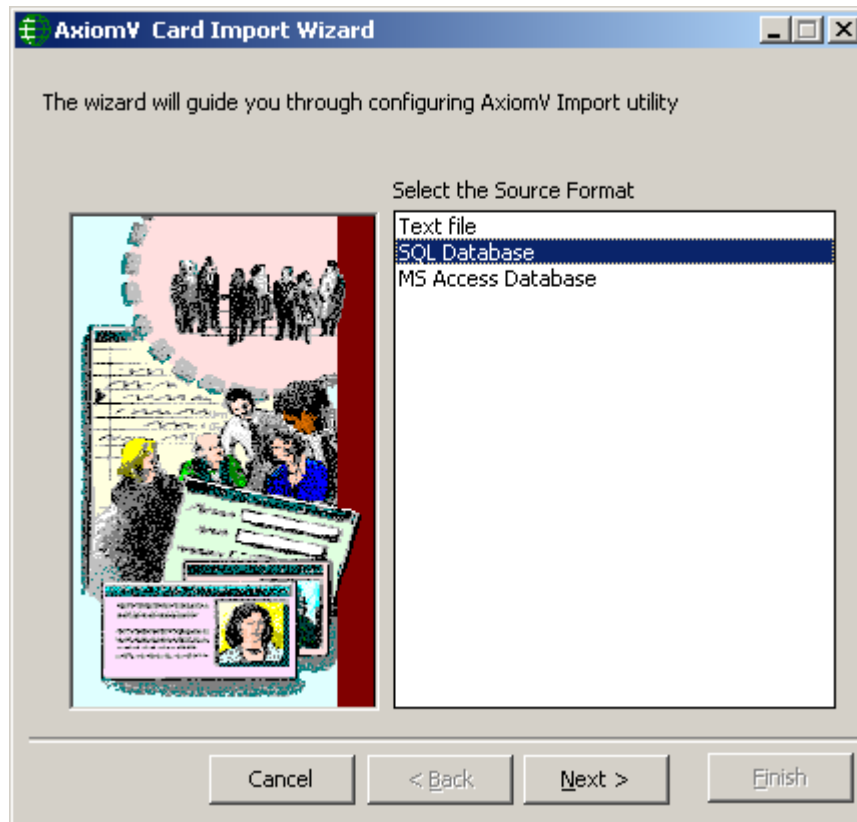 AxiomV Card Import Wizard
The wizard will guide you through configuring AxiomV Import utility
Select the Source Format
Text file
SQL Database
MS Access Database
Cancel
< Back
Next >
Finish